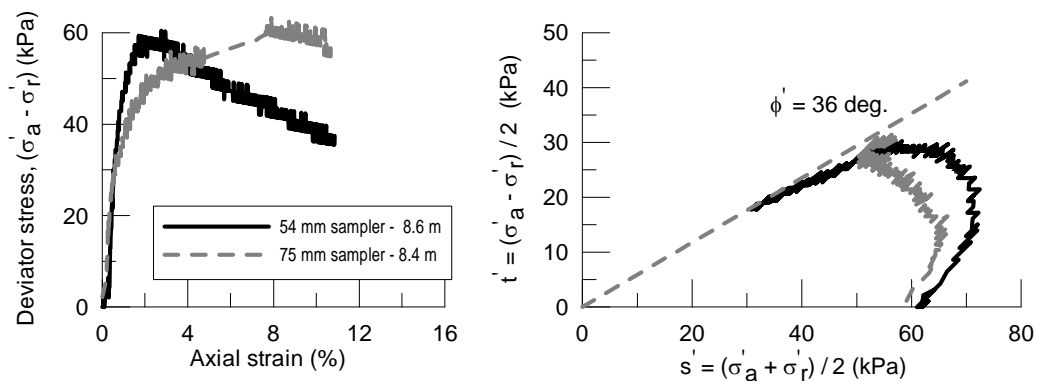 Deviator stress, (σ'a - σ'r) (kPa)
60
40
20
0
54 mm sampler - 8.6 m
75 mm sampler - 8.4 m
0 4 8 12 16
Axial strain (%)
t' = (σ'a - σ'r) / 2 (kPa)
50
40
30
20
10
0
ϕ' = 36 deg.
0 20 40 60 80
s' = (σ'a + σ'r) / 2 (kPa)